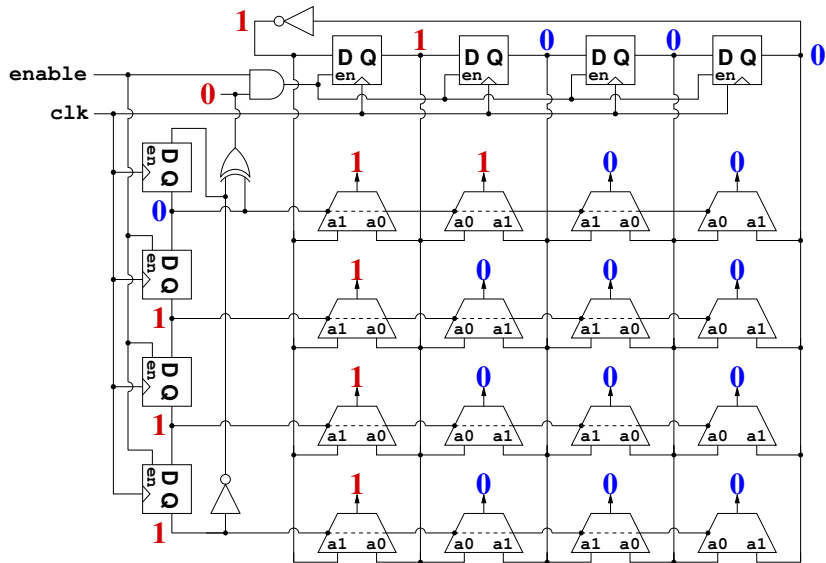 1
1 0 0 0
D Q D Q D Q D Q
enable en en en en
0
clk
en D Q
1 1 0 0
0
a1 a0 a0 a1 a1 a0 a0 a1
en D Q
1 0 0 0
1
a1 a0 a0 a1 a1 a0 a0 a1
en D Q
1 0 0 0
1
a1 a0 a0 a1 a1 a0 a0 a1
en D Q
1 0 0 0
1
a1 a0 a0 a1 a1 a0 a0 a1